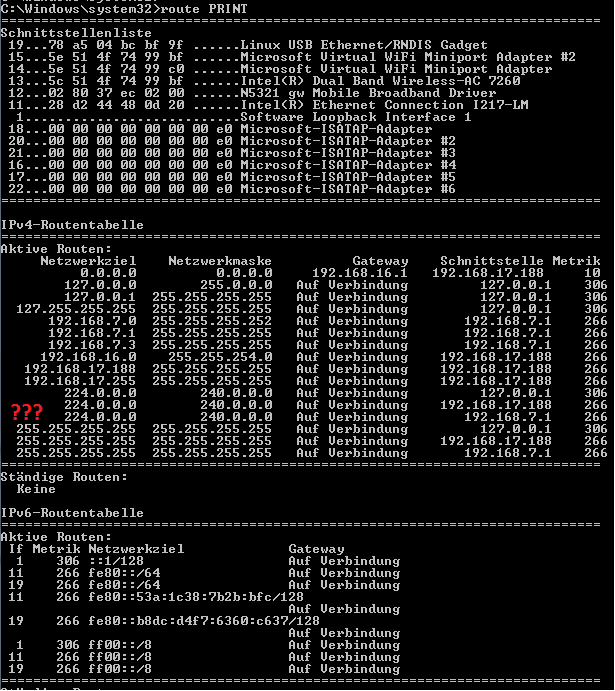 C:\Windows\system32>route PRINT
===========================================================================
Schnittstellenliste
 19...78 a5 04 bc bf 9f ......Linux USB Ethernet/RNDIS Gadget
 15...5e 51 4f 74 99 bf ......Microsoft Virtual WiFi Miniport Adapter #2
 14...5e 51 4f 74 99 c0 ......Microsoft Virtual WiFi Miniport Adapter
 13...5c 51 4f 74 99 bf ......Intel(R) Dual Band Wireless-AC 7260
 12...02 80 37 ec 02 00 ......N5321 gw Mobile Broadband Driver
 11...28 d2 44 48 0d 20 ......Intel(R) Ethernet Connection I217-LM
  1...........................Software Loopback Interface 1
 18...00 00 00 00 00 00 00 e0 Microsoft-ISATAP-Adapter
 20...00 00 00 00 00 00 00 e0 Microsoft-ISATAP-Adapter #2
 21...00 00 00 00 00 00 00 e0 Microsoft-ISATAP-Adapter #3
 16...00 00 00 00 00 00 00 e0 Microsoft-ISATAP-Adapter #4
 17...00 00 00 00 00 00 00 e0 Microsoft-ISATAP-Adapter #5
 22...00 00 00 00 00 00 00 e0 Microsoft-ISATAP-Adapter #6
===========================================================================
IPv4-Routentabelle
===========================================================================
Aktive Routen:
     Netzwerkziel    Netzwerkmaske          Gateway    Schnittstelle Metrik
          0.0.0.0          0.0.0.0     192.168.16.1   192.168.17.188     10
        127.0.0.0        255.0.0.0   Auf Verbindung         127.0.0.1    306
        127.0.0.1  255.255.255.255   Auf Verbindung         127.0.0.1    306
  127.255.255.255  255.255.255.255   Auf Verbindung         127.0.0.1    306
      192.168.7.0  255.255.255.252   Auf Verbindung       192.168.7.1    266
      192.168.7.1  255.255.255.255   Auf Verbindung       192.168.7.1    266
      192.168.7.3  255.255.255.255   Auf Verbindung       192.168.7.1    266
     192.168.16.0    255.255.254.0   Auf Verbindung    192.168.17.188    266
   192.168.17.188  255.255.255.255   Auf Verbindung    192.168.17.188    266
   192.168.17.255  255.255.255.255   Auf Verbindung    192.168.17.188    266
        224.0.0.0        240.0.0.0   Auf Verbindung         127.0.0.1    306
??? 224.0.0.0        240.0.0.0   Auf Verbindung    192.168.17.188    266
        224.0.0.0        240.0.0.0   Auf Verbindung       192.168.7.1    266
  255.255.255.255  255.255.255.255   Auf Verbindung         127.0.0.1    306
  255.255.255.255  255.255.255.255   Auf Verbindung    192.168.17.188    266
  255.255.255.255  255.255.255.255   Auf Verbindung       192.168.7.1    266
===========================================================================
Ständige Routen:
  Keine
IPv6-Routentabelle
===========================================================================
Aktive Routen:
 If Metrik Netzwerkziel             Gateway
  1    306 ::1/128                  Auf Verbindung
 11    266 fe80::/64                Auf Verbindung
 19    266 fe80::/64                Auf Verbindung
 11    266 fe80::53a:1c38:7b2b:bfc/128
                                    Auf Verbindung
 19    266 fe80::b8dc:d4f7:6360:c637/128
                                    Auf Verbindung
  1    306 ff00::/8                 Auf Verbindung
 11    266 ff00::/8                 Auf Verbindung
 19    266 ff00::/8                 Auf Verbindung
===========================================================================